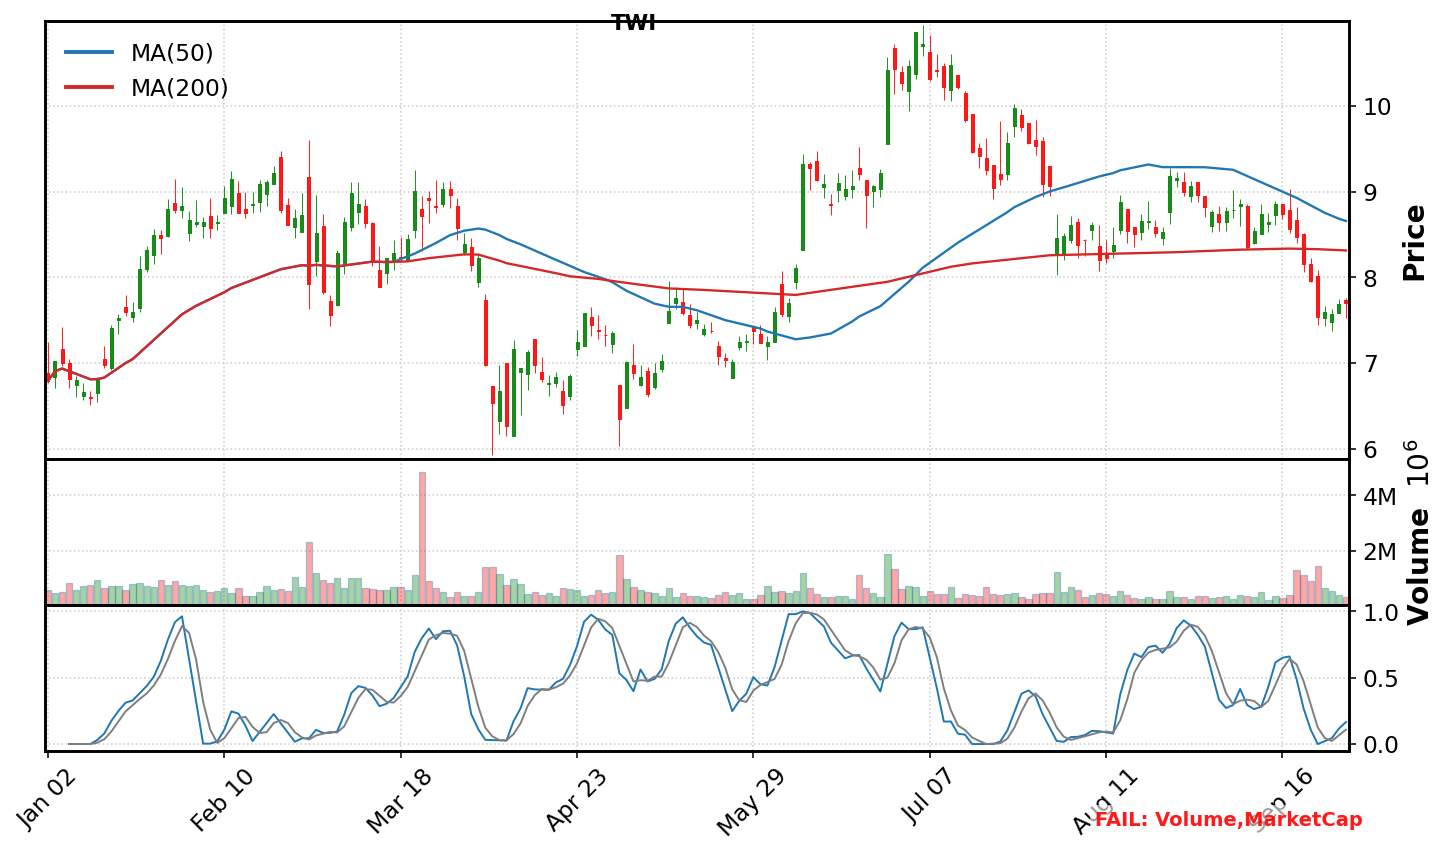 TWI
MA(50)
MA(200)
10
9
8
7
6
Price
4M
2M
Volume 10⁶
1.0
0.5
0.0
Jan 02
Feb 10
Mar 18
Apr 23
May 29
Jul 07
Aug 11
Sep 16
FAIL: Volume,MarketCap